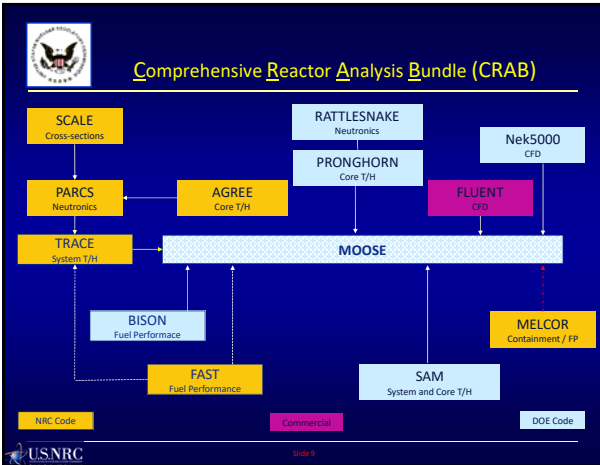 Comprehensive Reactor Analysis Bundle (CRAB)
SCALE
Cross-sections
RATTLESNAKE
Neutronics
Nek5000
CFD
PRONGHORN
Core T/H
PARCS
Neutronics
AGREE
Core T/H
FLUENT
CFD
TRACE
System T/H
MOOSE
BISON
Fuel Performace
MELCOR
Containment / FP
FAST
Fuel Performance
SAM
System and Core T/H
NRC Code
Commercial
DOE Code
U.S.NRC
Slide 9